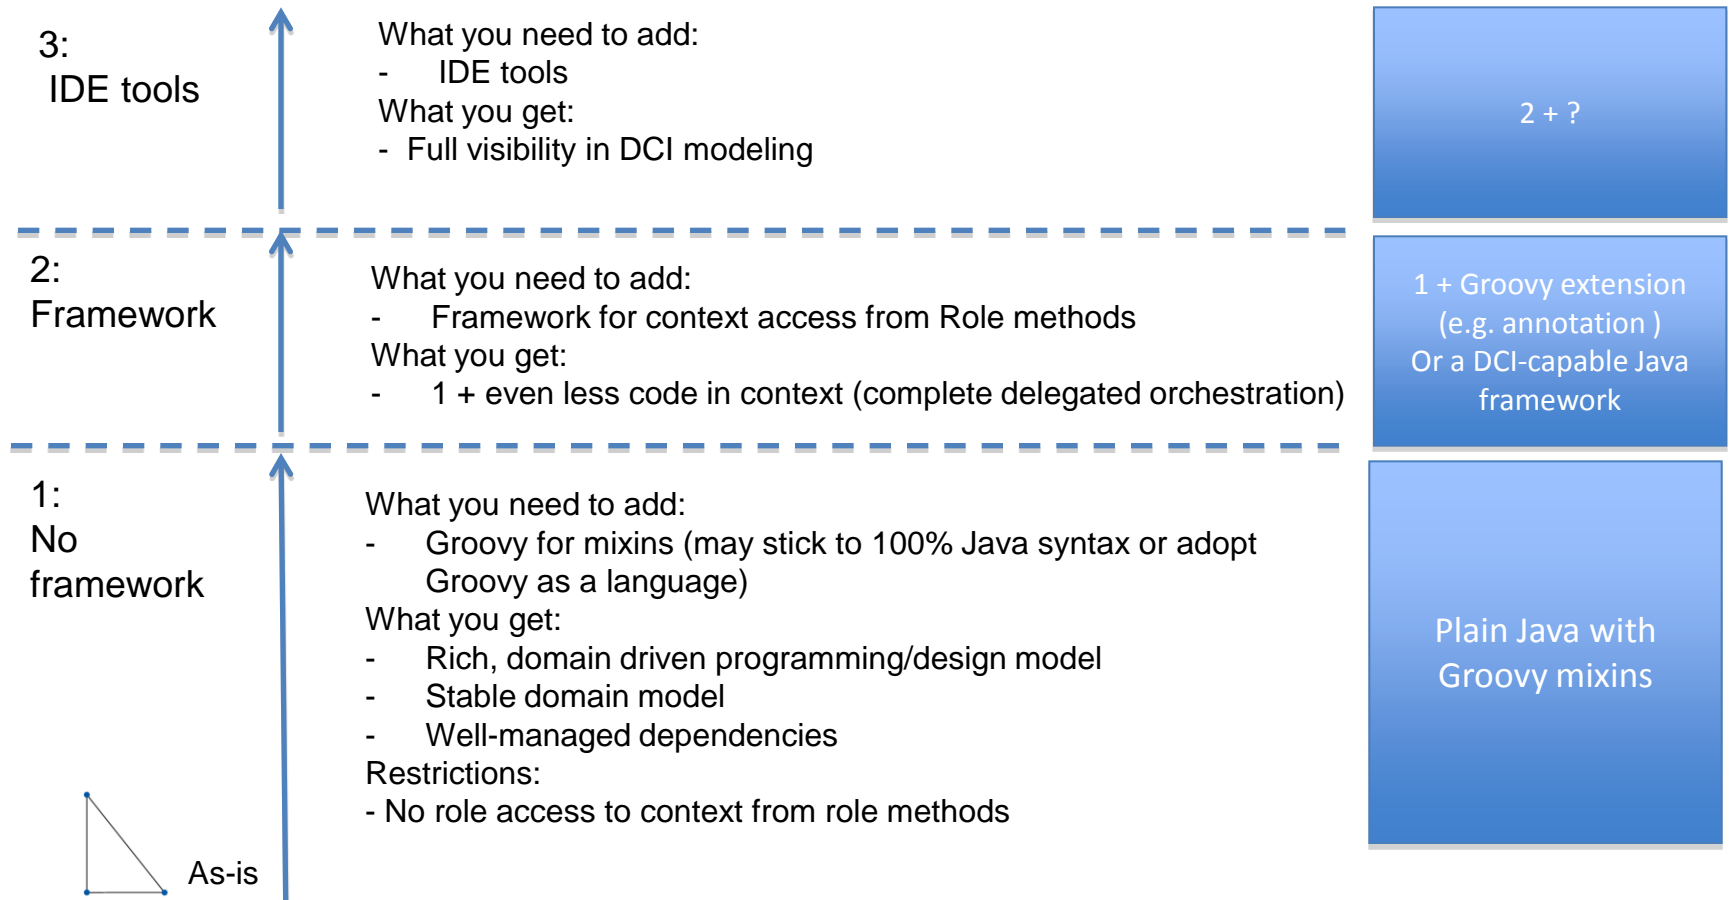 3:
IDE tools
What you need to add:
- IDE tools
What you get:
- Full visibility in DCI modeling
2 + ?
2:
Framework
What you need to add:
- Framework for context access from Role methods
What you get:
- 1 + even less code in context (complete delegated orchestration)
1 + Groovy extension
(e.g. annotation )
Or a DCI-capable Java
framework
1:
No
framework
What you need to add:
- Groovy for mixins (may stick to 100% Java syntax or adopt
Groovy as a language)
What you get:
- Rich, domain driven programming/design model
- Stable domain model
- Well-managed dependencies
Restrictions:
- No role access to context from role methods
Plain Java with
Groovy mixins
As-is